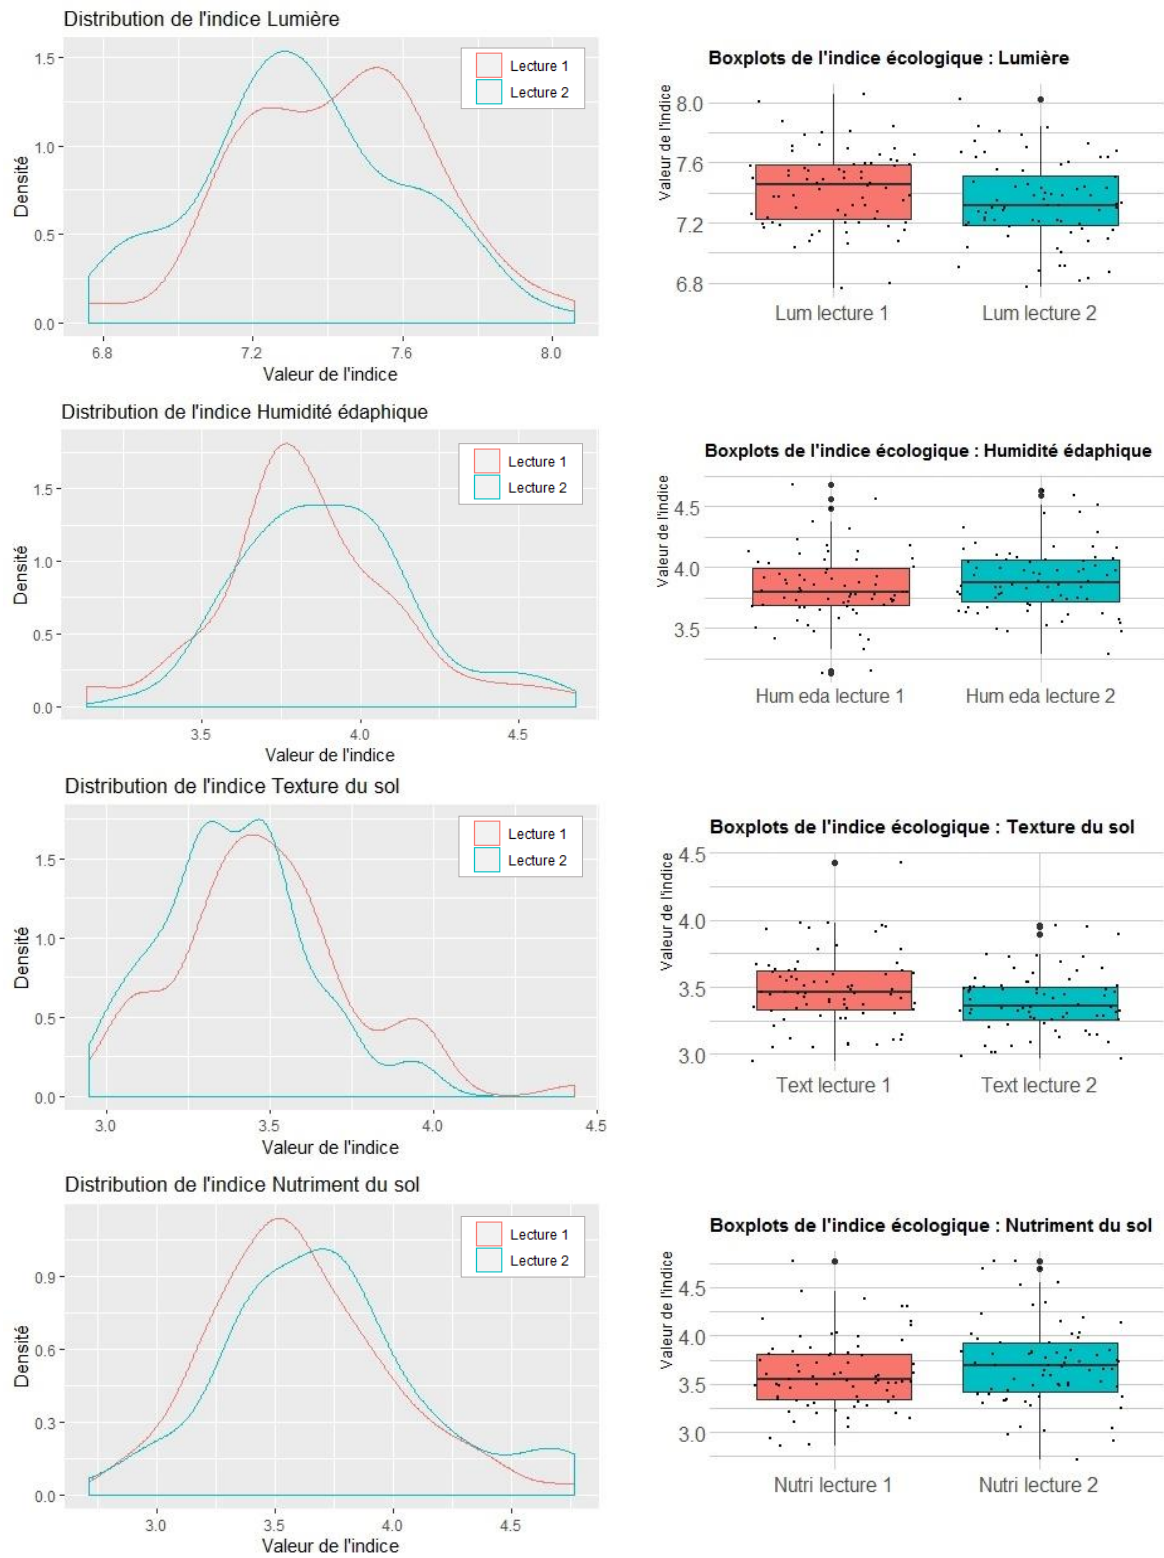 Distribution de l'indice Lumière
1.5
1.0
0.5
0.0
Densité
Lecture 1
Lecture 2
6.8 7.2 7.6 8.0
Valeur de l'indice
Boxplots de l'indice écologique : Lumière
Valeur de l'indice
8.0
7.6
7.2
6.8
Lum lecture 1 Lum lecture 2
Distribution de l'indice Humidité édaphique
1.5
1.0
0.5
0.0
Densité
Lecture 1
Lecture 2
3.5 4.0 4.5
Valeur de l'indice
Boxplots de l'indice écologique : Humidité édaphique
Valeur de l'indice
4.5
4.0
3.5
Hum eda lecture 1 Hum eda lecture 2
Distribution de l'indice Texture du sol
1.5
1.0
0.5
0.0
Densité
Lecture 1
Lecture 2
3.0 3.5 4.0 4.5
Valeur de l'indice
Boxplots de l'indice écologique : Texture du sol
Valeur de l'indice
4.5
4.0
3.5
3.0
Text lecture 1 Text lecture 2
Distribution de l'indice Nutriment du sol
0.9
0.6
0.3
0.0
Densité
Lecture 1
Lecture 2
3.0 3.5 4.0 4.5
Valeur de l'indice
Boxplots de l'indice écologique : Nutriment du sol
Valeur de l'indice
4.5
4.0
3.5
3.0
Nutri lecture 1 Nutri lecture 2